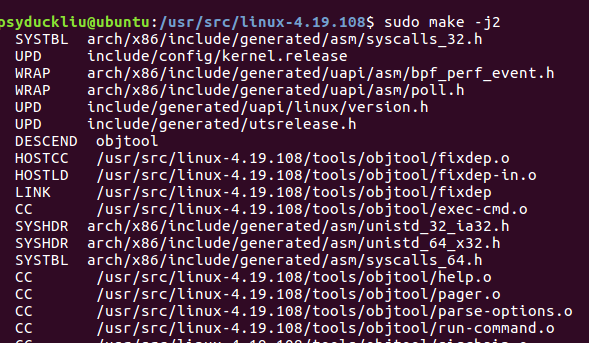 psyduckliu@ubuntu:/usr/src/linux-4.19.108$ sudo make -j2
SYSTBL arch/x86/include/generated/asm/syscalls_32.h
UPD include/config/kernel.release
WRAP arch/x86/include/generated/uapi/asm/bpf_perf_event.h
WRAP arch/x86/include/generated/uapi/asm/poll.h
UPD include/generated/uapi/linux/version.h
UPD include/generated/utsrelease.h
DESCEND objtool
HOSTCC /usr/src/linux-4.19.108/tools/objtool/fixdep.o
HOSTLD /usr/src/linux-4.19.108/tools/objtool/fixdep-in.o
LINK /usr/src/linux-4.19.108/tools/objtool/fixdep
CC /usr/src/linux-4.19.108/tools/objtool/exec-cmd.o
SYSHDR arch/x86/include/generated/asm/unistd_32_ia32.h
SYSHDR arch/x86/include/generated/asm/unistd_64_x32.h
SYSTBL arch/x86/include/generated/asm/syscalls_64.h
CC /usr/src/linux-4.19.108/tools/objtool/help.o
CC /usr/src/linux-4.19.108/tools/objtool/pager.o
CC /usr/src/linux-4.19.108/tools/objtool/parse-options.o
CC /usr/src/linux-4.19.108/tools/objtool/run-command.o